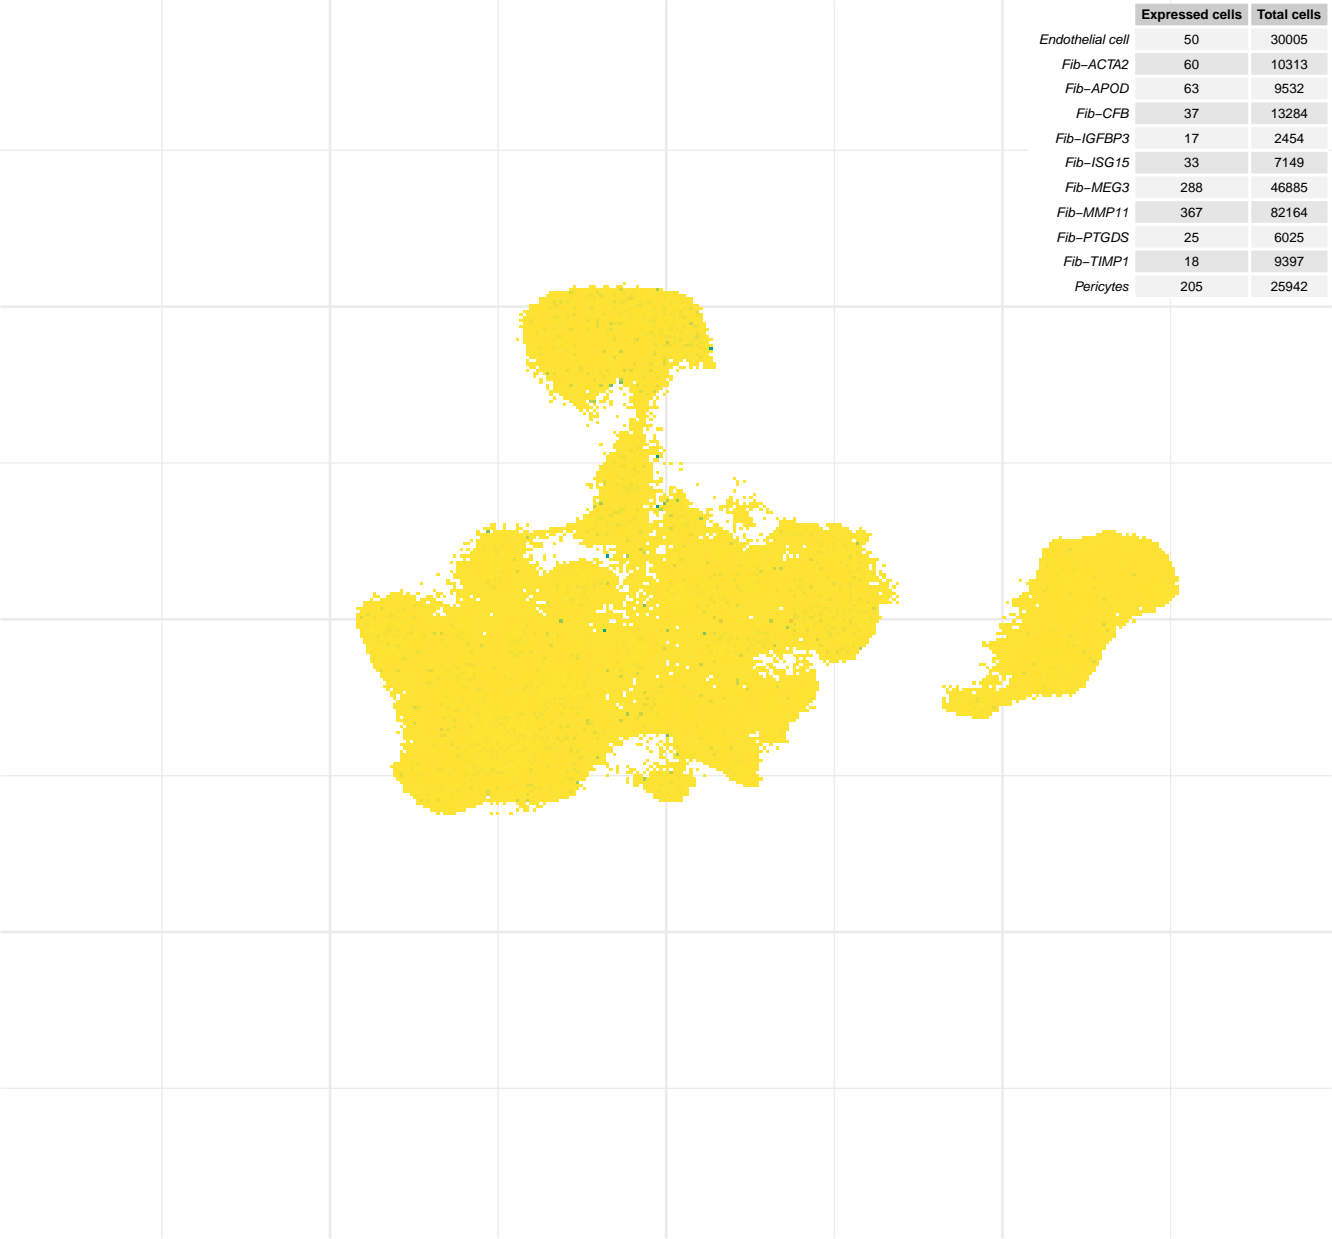 Expressed cells Total cells
Endothelial cell 50 30005
Fib−ACTA2 60 10313
Fib−APOD 63 9532
Fib−CFB 37 13284
Fib−IGFBP3 17 2454
Fib−ISG15 33 7149
Fib−MEG3 288 46885
Fib−MMP11 367 82164
Fib−PTGDS 25 6025
Fib−TIMP1 18 9397
Pericytes 205 25942